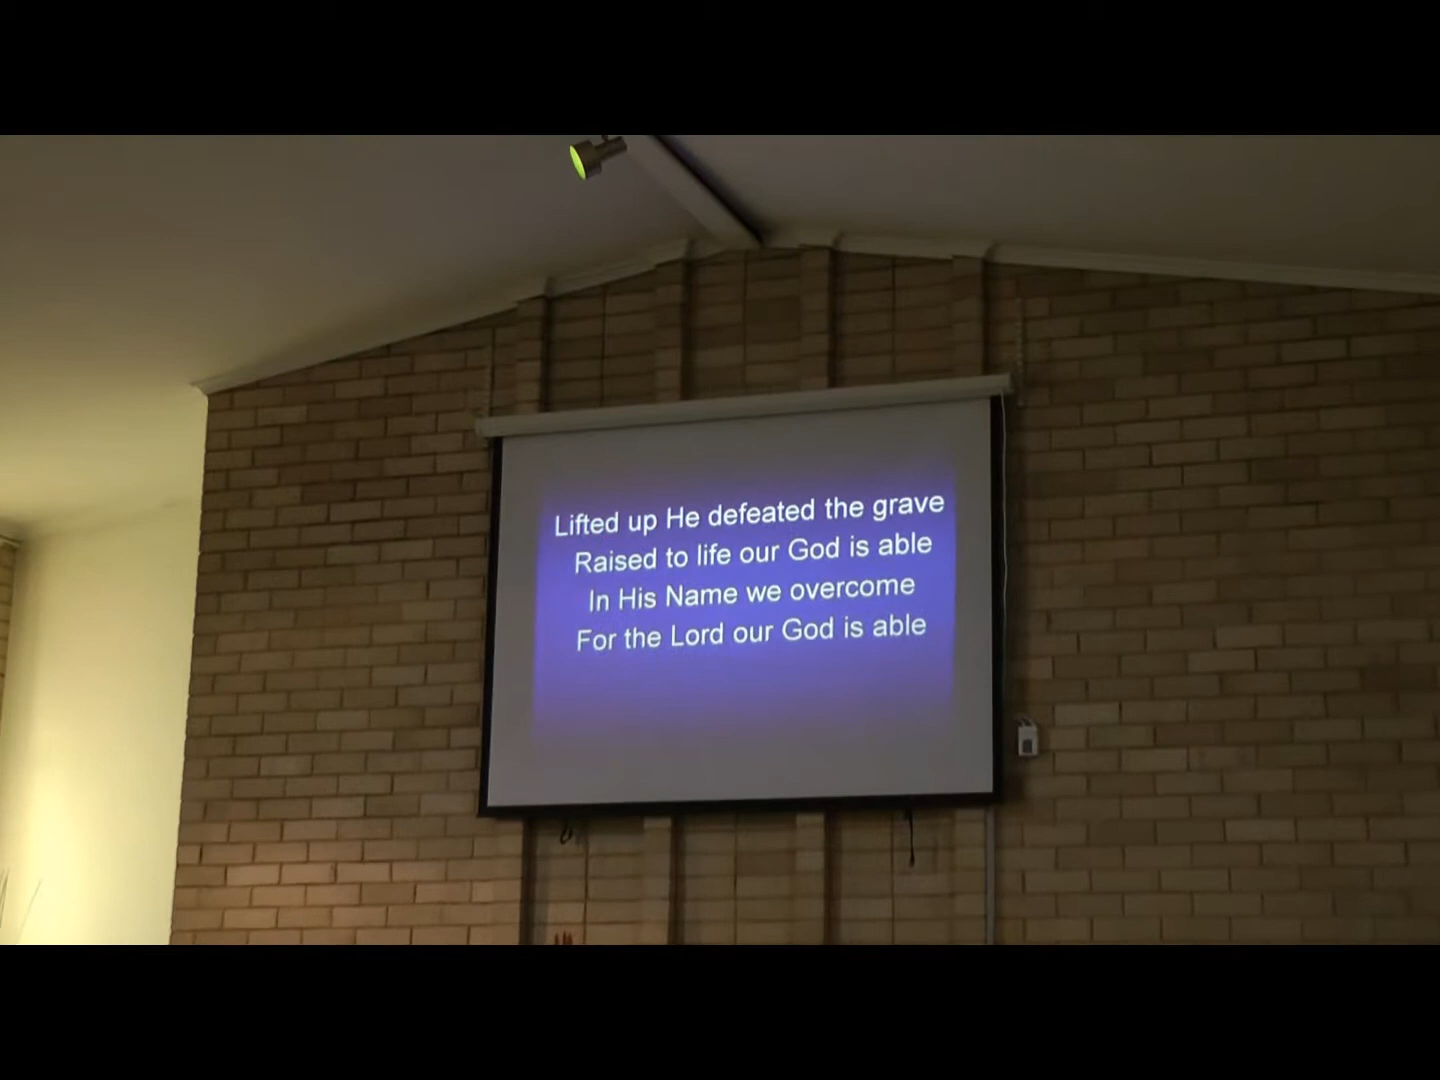 Lifted up He defeated the grave
Raised to life our God is able
In His Name we overcome
For the Lord our God is able